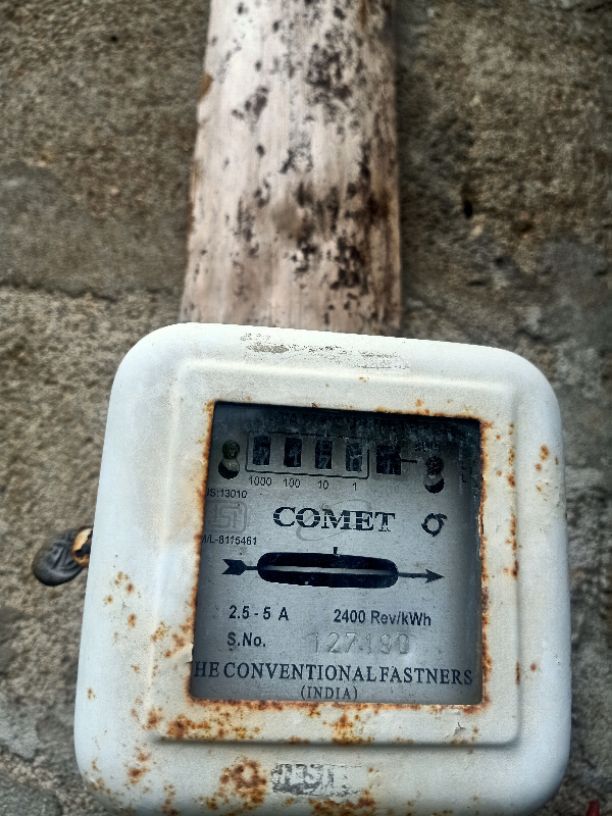 1000 100 10 1
IS:13010
M/L-8115461
COMET
2.5 - 5 A 2400 Rev/kWh
S.No. 127190
HE CONVENTIONAL FASTNERS
(INDIA)